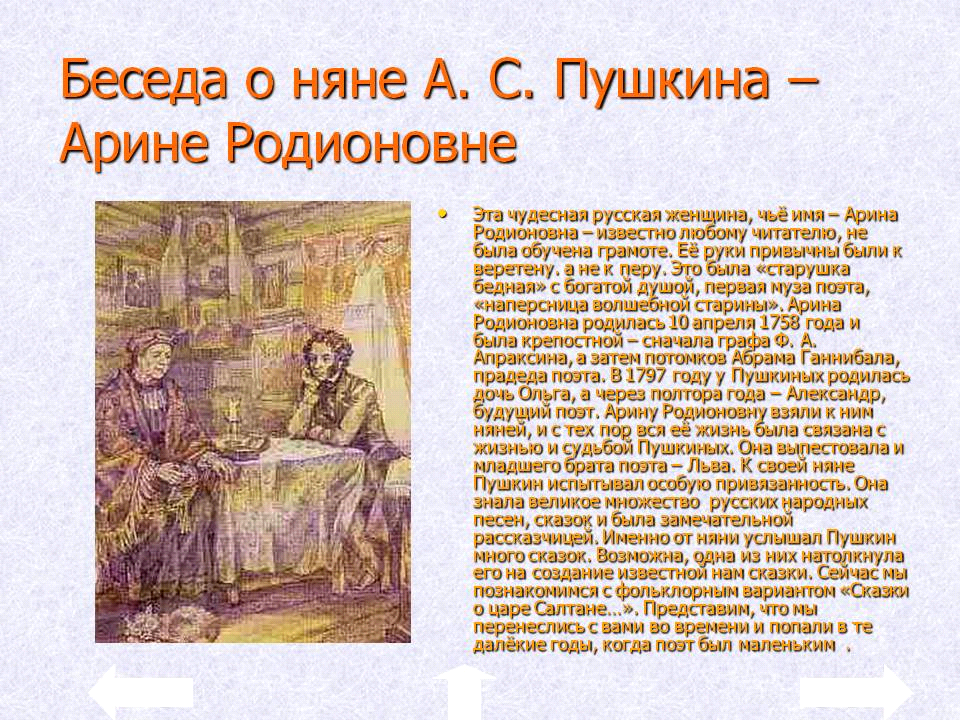 Беседа о няне А. С. Пушкина –
Арине Родионовне
• Эта чудесная русская женщина, чьё имя – Арина
Родионовна – известно любому читателю, не
была обучена грамоте. Её руки привычны были к
веретену. а не к перу. Это была «старушка
бедная» с богатой душой, первая муза поэта,
«наперсница волшебной старины». Арина
Родионовна родилась 10 апреля 1758 года и
была крепостной – сначала графа Ф. А.
Апраксина, а затем потомков Абрама Ганнибала,
прадеда поэта. В 1797 году у Пушкиных родилась
дочь Ольга, а через полтора года – Александр,
будущий поэт. Арину Родионовну взяли к ним
няней, и с тех пор вся её жизнь была связана с
жизнью и судьбой Пушкиных. Она выпестовала и
младшего брата поэта – Льва. К своей няне
Пушкин испытывал особую привязанность. Она
знала великое множество русских народных
песен, сказок и была замечательной
рассказчицей. Именно от няни услышал Пушкин
много сказок. Возможна, одна из них натолкнула
его на создание известной нам сказки. Сейчас мы
познакомимся с фольклорным вариантом «Сказки
о царе Салтане…». Представим, что мы
перенеслись с вами во времени и попали в те
далёкие годы, когда поэт был маленьким .